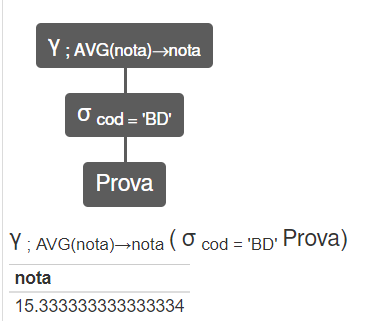 γ ; AVG(nota)→nota
σ cod = 'BD'
Prova
γ ; AVG(nota)→nota ( σ cod = 'BD' Prova)
nota
15.333333333333334